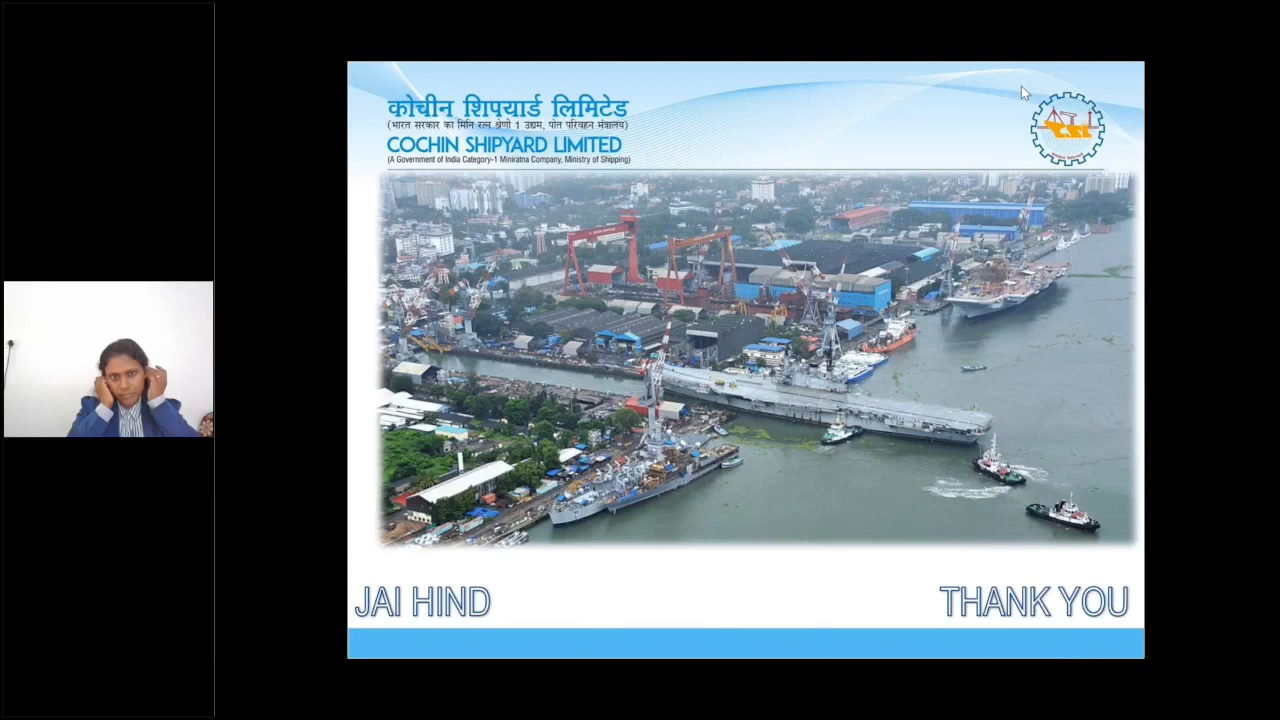 कोचीन शिपयार्ड लिमिटेड
(भारत सरकार का मिनि रत्न श्रेणी 1 उद्यम, पोत परिवहन मंत्रालय)
COCHIN SHIPYARD LIMITED
(A Government of India Category-1 Miniratna Company, Ministry of Shipping)
CSL
JAI HIND
THANK YOU